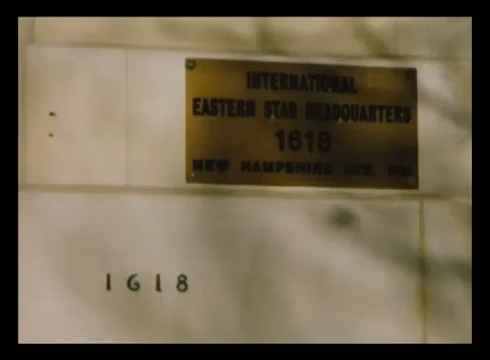 INTERNATIONAL
EASTERN STAR HEADQUARTERS
1618
NEW HAMPSHIRE AVE. NW
1618